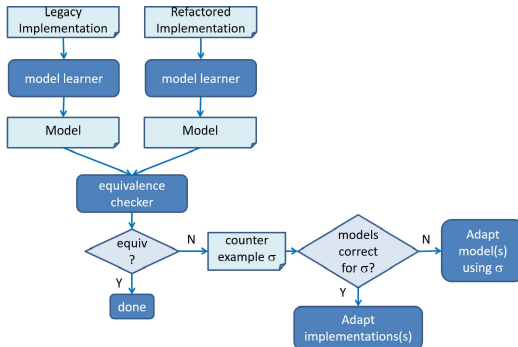 Legacy
Implementation
Refactored
Implementation
model learner
model learner
Model
Model
equivalence
checker
equiv
?
N
Y
done
counter
example σ
models
correct
for σ?
N
Y
Adapt
model(s)
using σ
Adapt
implementations(s)